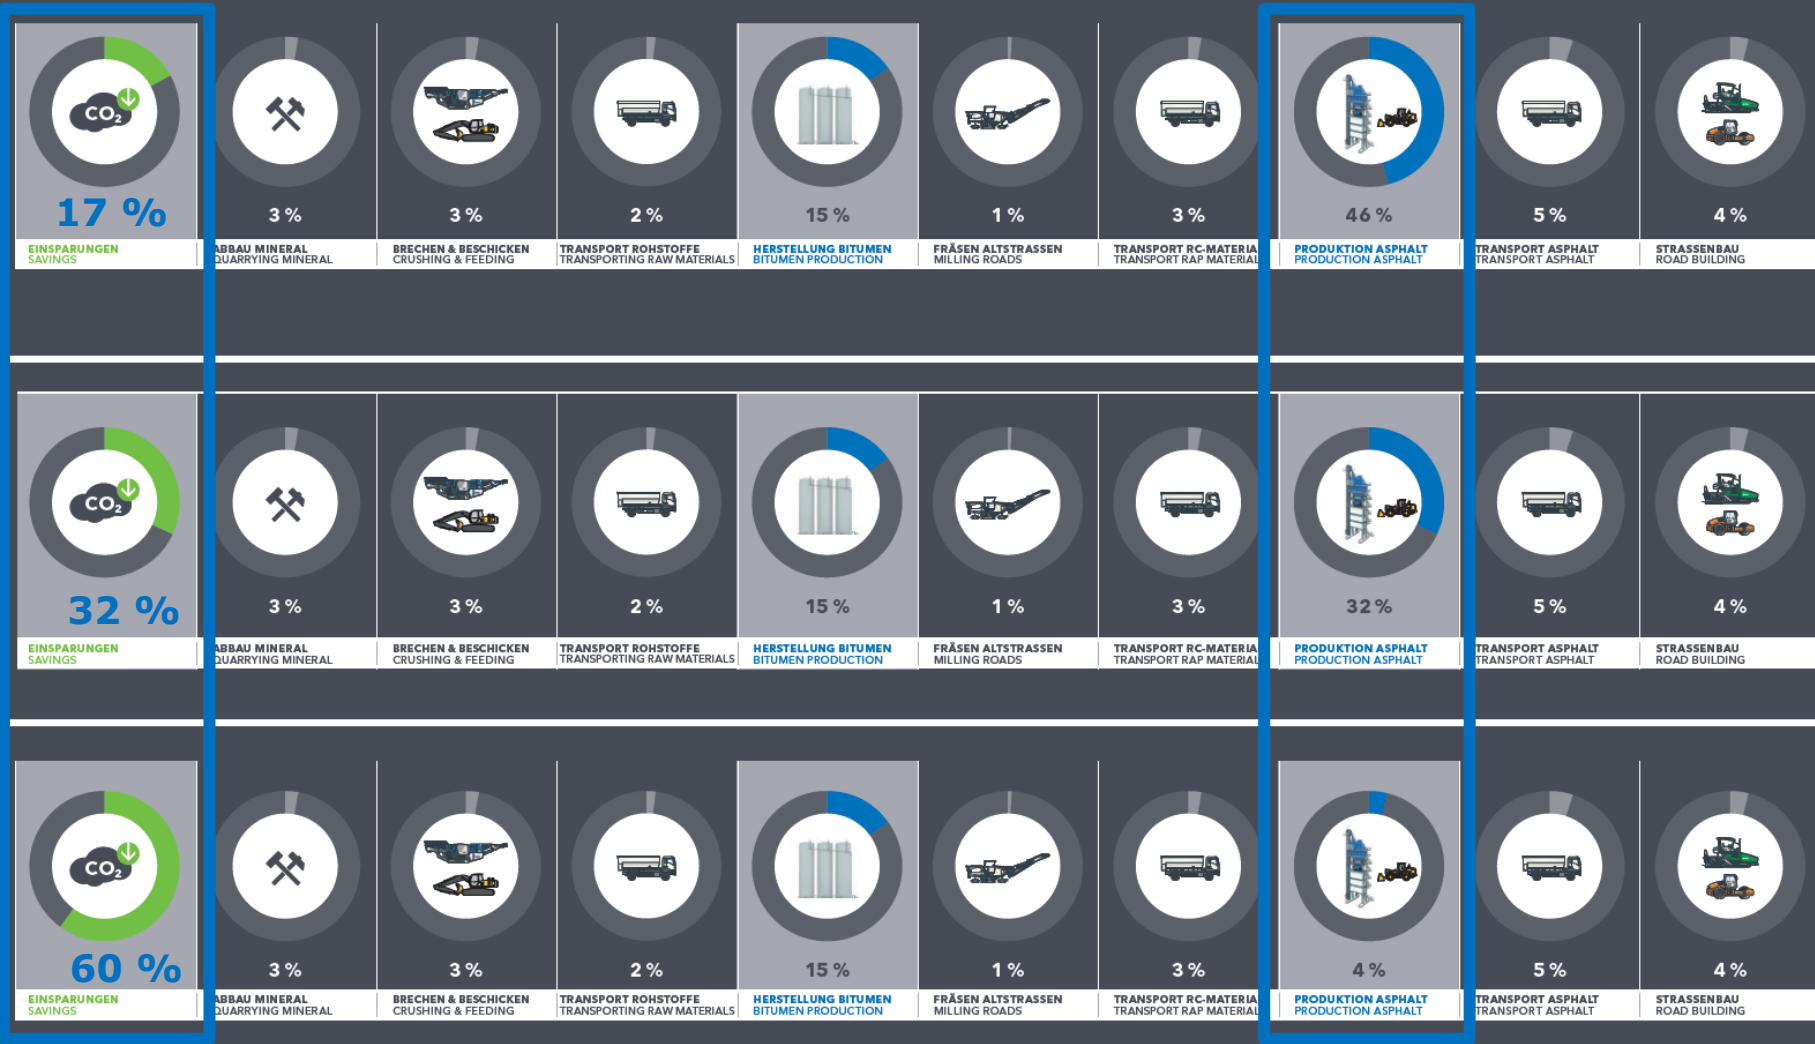 CO2
17 %
3 %
3 %
2 %
15 %
1 %
3 %
46 %
5 %
4 %
EINSPARUNGEN
SAVINGS
ABBAU MINERAL
QUARRYING MINERAL
BRECHEN & BESCHICKEN
CRUSHING & FEEDING
TRANSPORT ROHSTOFFE
TRANSPORTING RAW MATERIALS
HERSTELLUNG BITUMEN
BITUMEN PRODUCTION
FRÄSEN ALTSTRASSEN
MILLING ROADS
TRANSPORT RC-MATERIA
TRANSPORT RAP MATERIAL
PRODUKTION ASPHALT
PRODUCTION ASPHALT
TRANSPORT ASPHALT
TRANSPORT ASPHALT
STRASSENBAU
ROAD BUILDING
CO2
32 %
3 %
3 %
2 %
15 %
1 %
3 %
32 %
5 %
4 %
EINSPARUNGEN
SAVINGS
ABBAU MINERAL
QUARRYING MINERAL
BRECHEN & BESCHICKEN
CRUSHING & FEEDING
TRANSPORT ROHSTOFFE
TRANSPORTING RAW MATERIALS
HERSTELLUNG BITUMEN
BITUMEN PRODUCTION
FRÄSEN ALTSTRASSEN
MILLING ROADS
TRANSPORT RC-MATERIA
TRANSPORT RAP MATERIAL
PRODUKTION ASPHALT
PRODUCTION ASPHALT
TRANSPORT ASPHALT
TRANSPORT ASPHALT
STRASSENBAU
ROAD BUILDING
CO2
60 %
3 %
3 %
2 %
15 %
1 %
3 %
4 %
5 %
4 %
EINSPARUNGEN
SAVINGS
ABBAU MINERAL
QUARRYING MINERAL
BRECHEN & BESCHICKEN
CRUSHING & FEEDING
TRANSPORT ROHSTOFFE
TRANSPORTING RAW MATERIALS
HERSTELLUNG BITUMEN
BITUMEN PRODUCTION
FRÄSEN ALTSTRASSEN
MILLING ROADS
TRANSPORT RC-MATERIA
TRANSPORT RAP MATERIAL
PRODUKTION ASPHALT
PRODUCTION ASPHALT
TRANSPORT ASPHALT
TRANSPORT ASPHALT
STRASSENBAU
ROAD BUILDING